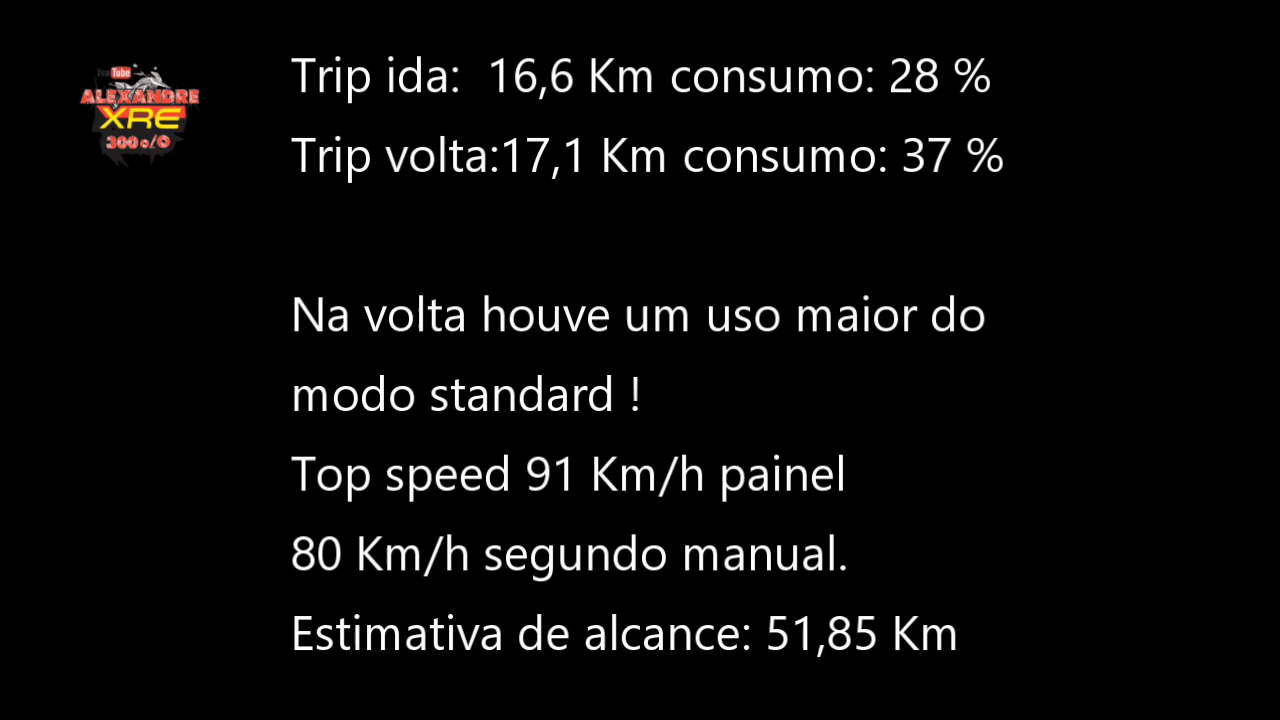 YouTube
ALEXANDRE
XRE
300 c/c
Trip ida:  16,6 Km consumo: 28 %
Trip volta:17,1 Km consumo: 37 %
Na volta houve um uso maior do
modo standard !
Top speed 91 Km/h painel
80 Km/h segundo manual.
Estimativa de alcance: 51,85 Km